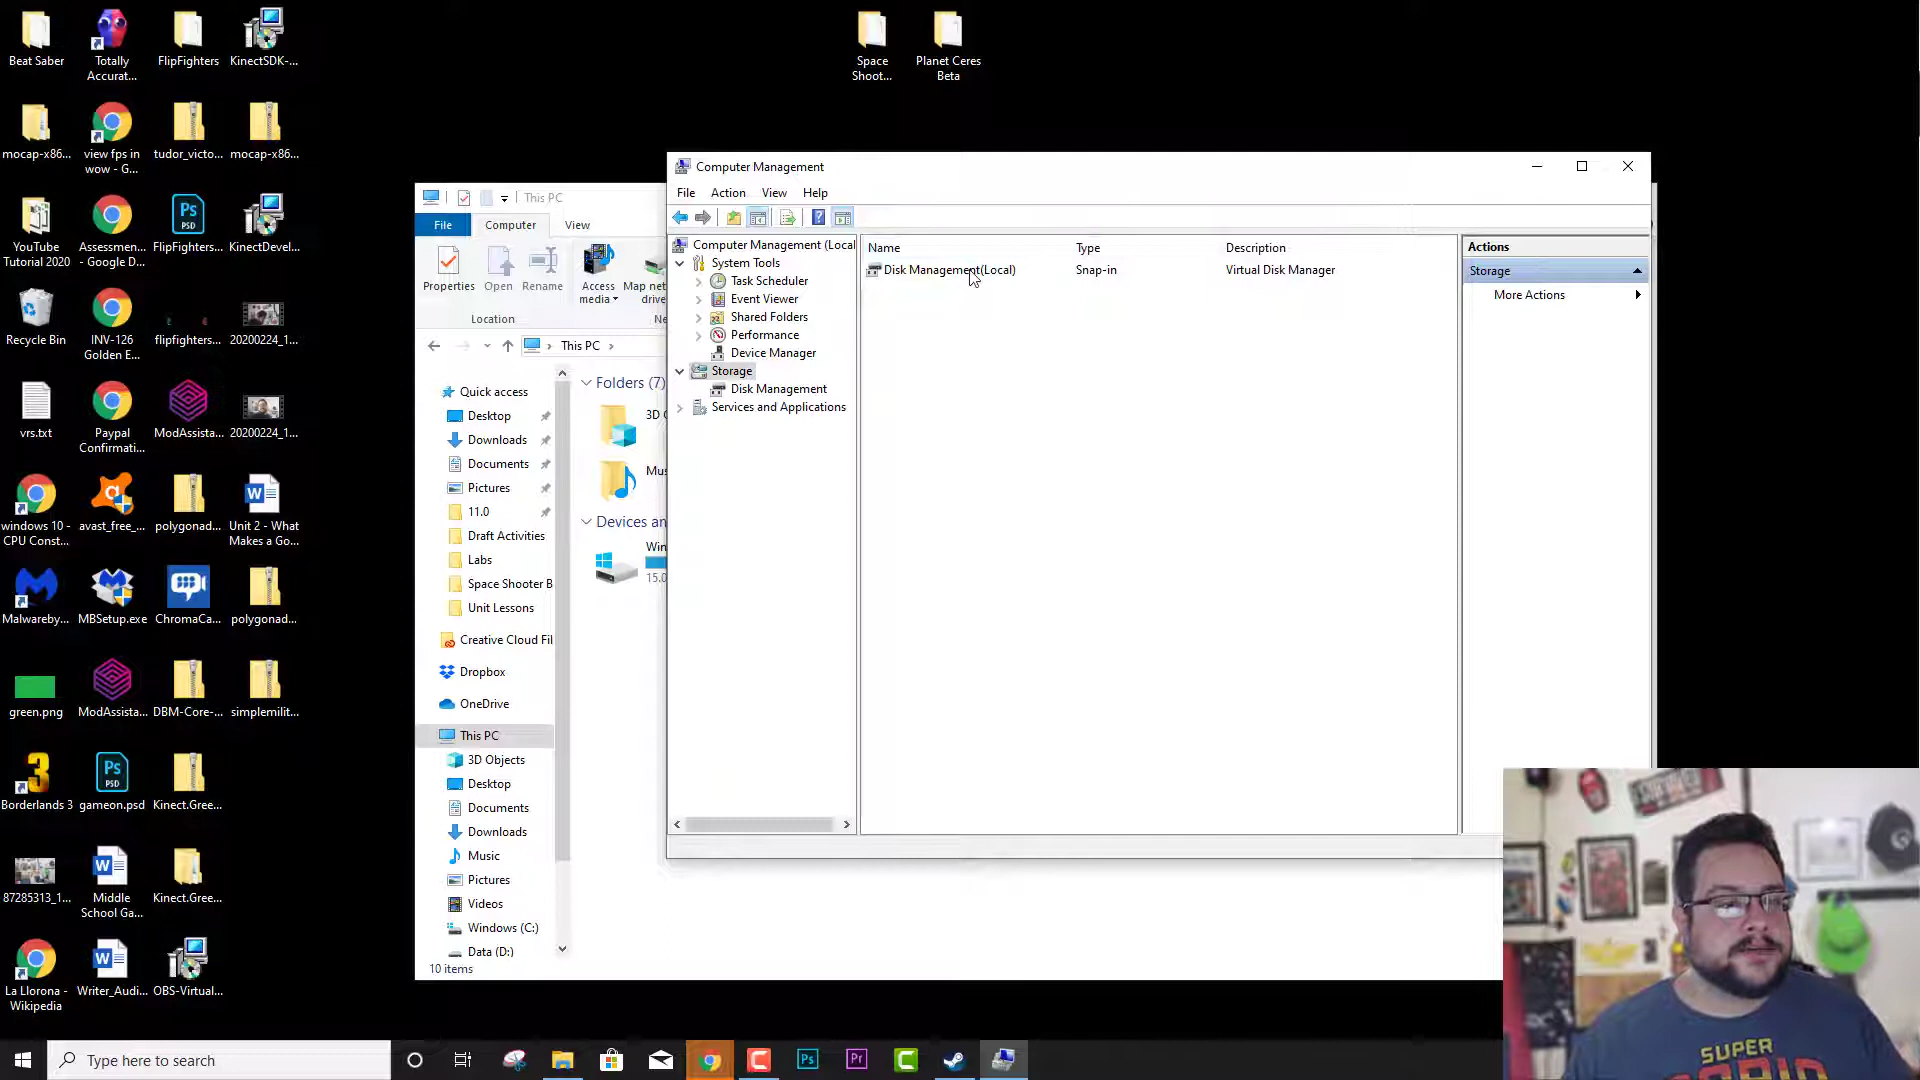 Beat Saber
Totally
Accurat...
FlipFighters
KinectSDK-...
Space
Shoot...
Planet Ceres
Beta
mocap-x86...
view fps in
wow - G...
tudor_victo...
mocap-x86...
YouTube
Tutorial 2020
Assessmen...
- Google D...
FlipFighters...
KinectDevel...
Recycle Bin
INV-126
Golden E...
flipfighters...
20200224_1...
vrs.txt
Paypal
Confirmati...
ModAssista...
20200224_1...
windows 10 -
CPU Const...
avast_free_...
polygonad...
Unit 2 - What
Makes a Go...
Malwareby...
MBSetup.exe
ChromaCa...
polygonad...
green.png
ModAssista...
DBM-Core-...
simplemilit...
Borderlands 3
gameon.psd
Kinect.Gree...
87285313_1...
Middle
School Ga...
Kinect.Gree...
La Llorona -
Wikipedia
Writer_Audi...
OBS-Virtual...
This PC
File
Computer
View
Properties
Open
Rename
Access
media
Map net
drive
Location
Ne
This PC
Quick access
Desktop
Downloads
Documents
Pictures
11.0
Draft Activities
Labs
Space Shooter B
Unit Lessons
Creative Cloud Fil
Dropbox
OneDrive
This PC
3D Objects
Desktop
Documents
Downloads
Music
Pictures
Videos
Windows (C:)
Data (D:)
10 items
Folders (7)
3D O
Mus
Devices an
Win
15.0
Computer Management
File
Action
View
Help
Computer Management (Local
System Tools
Task Scheduler
Event Viewer
Shared Folders
Performance
Device Manager
Storage
Disk Management
Services and Applications
Name
Type
Description
Disk Management(Local)
Snap-in
Virtual Disk Manager
Actions
Storage
More Actions
SUPER
Type here to search